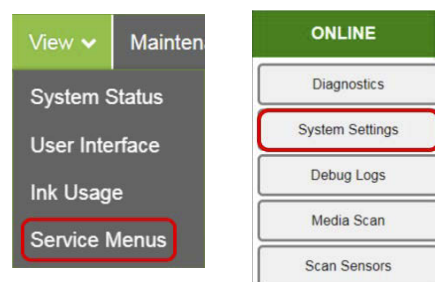 View
Mainten
System Status
User Interface
Ink Usage
Service Menus
ONLINE
Diagnostics
System Settings
Debug Logs
Media Scan
Scan Sensors